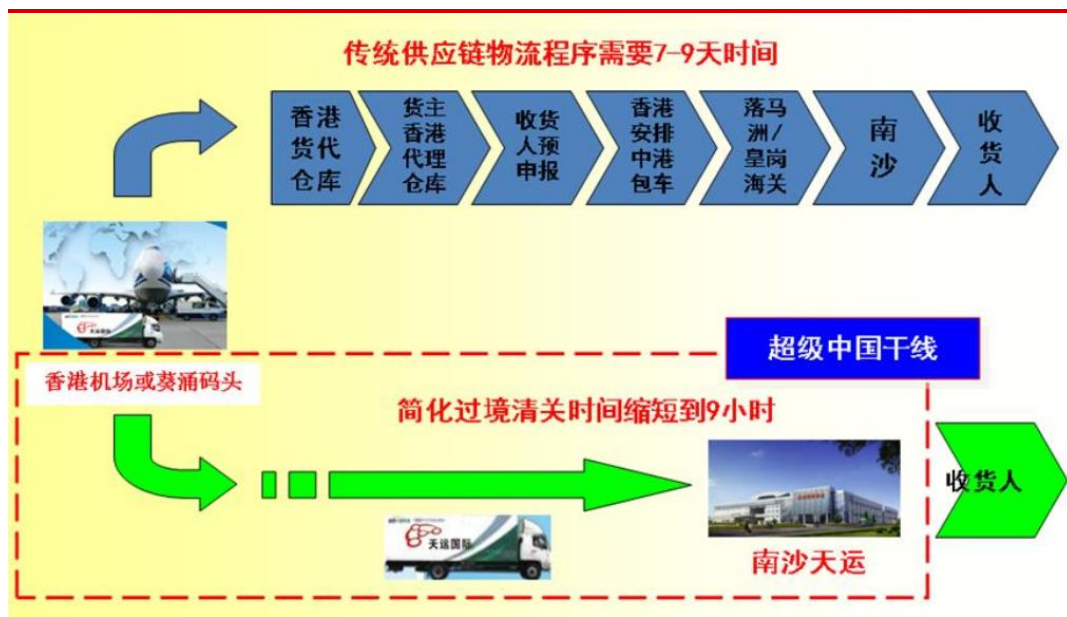 传统供应链物流程序需要7-9天时间
香港
货代
仓库
货主
香港
代理
仓库
收货
人预
申报
香港
安排
中港
包车
落马
洲/
皇岗
海关
南
沙
收
货
人
天运国际
超级中国干线
香港机场或葵涌码头
简化过境清关时间缩短到9小时
收货人
天运国际
南沙天运